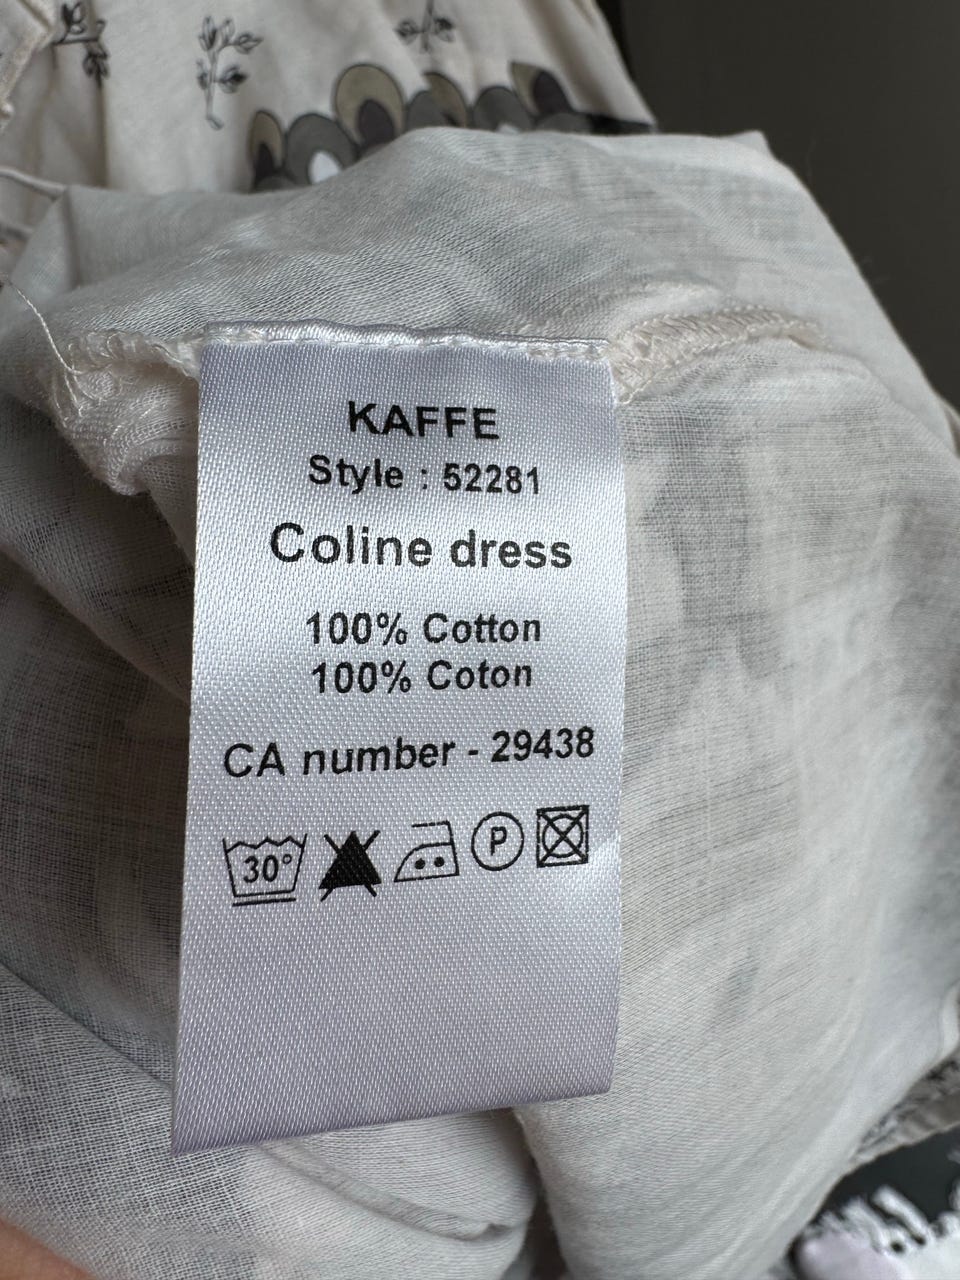 KAFFE
Style : 52281
Coline dress
100% Cotton
100% Coton
CA number - 29438
30° P